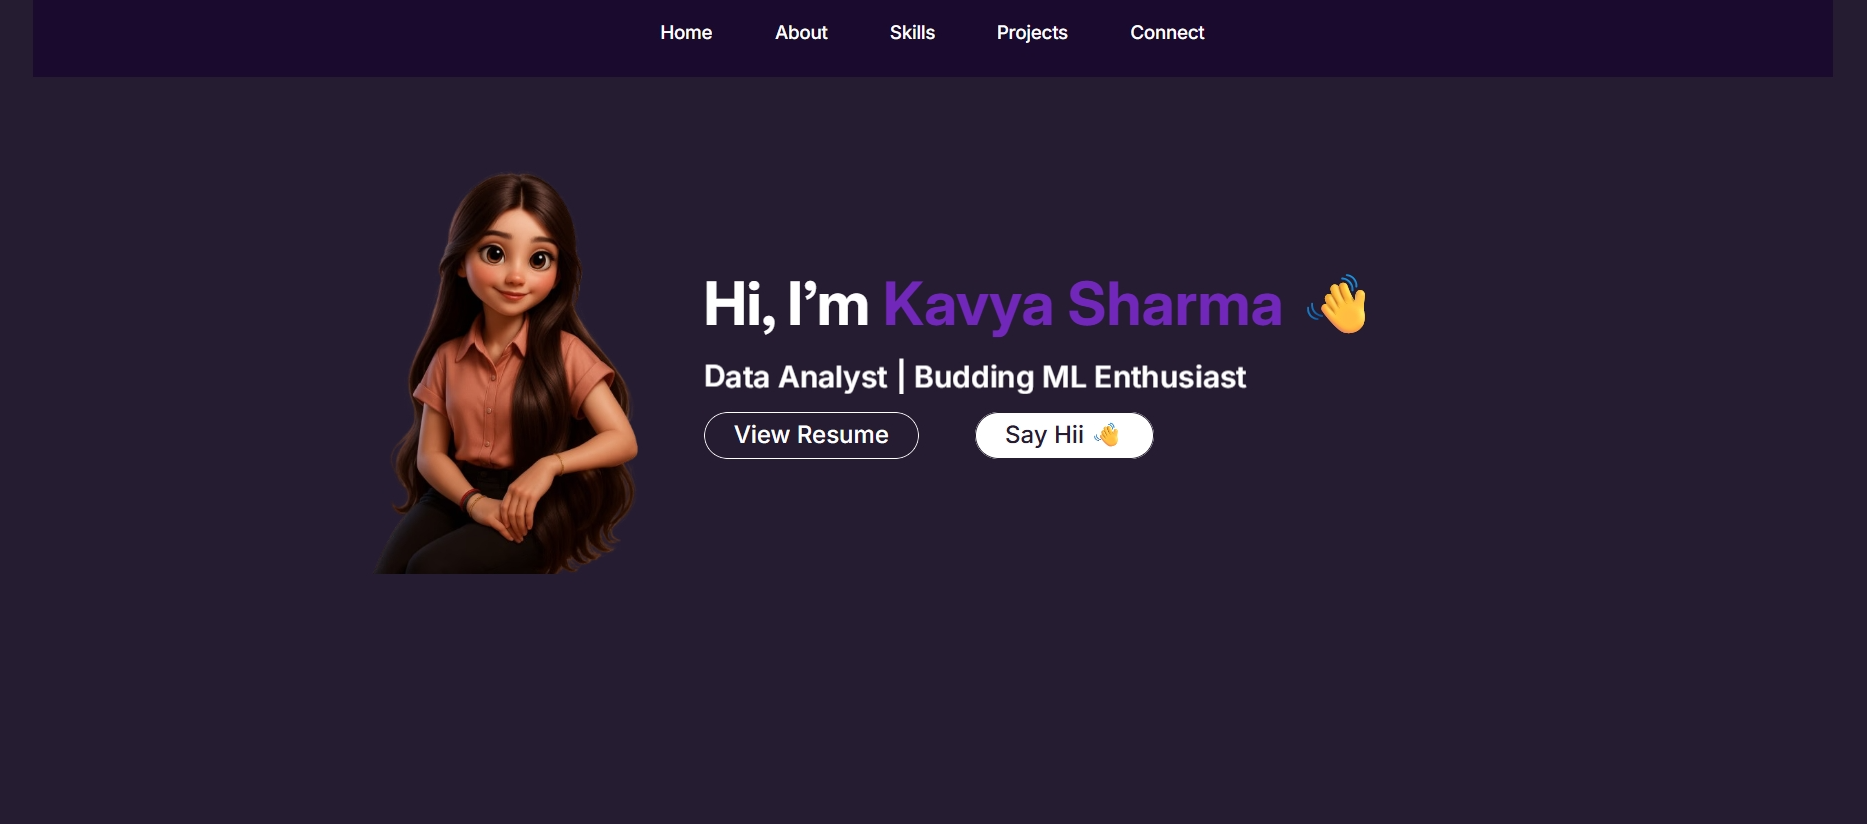 Home About Skills Projects Connect
Hi, I’m Kavya Sharma 👋
Data Analyst | Budding ML Enthusiast
View Resume
Say Hii 👋